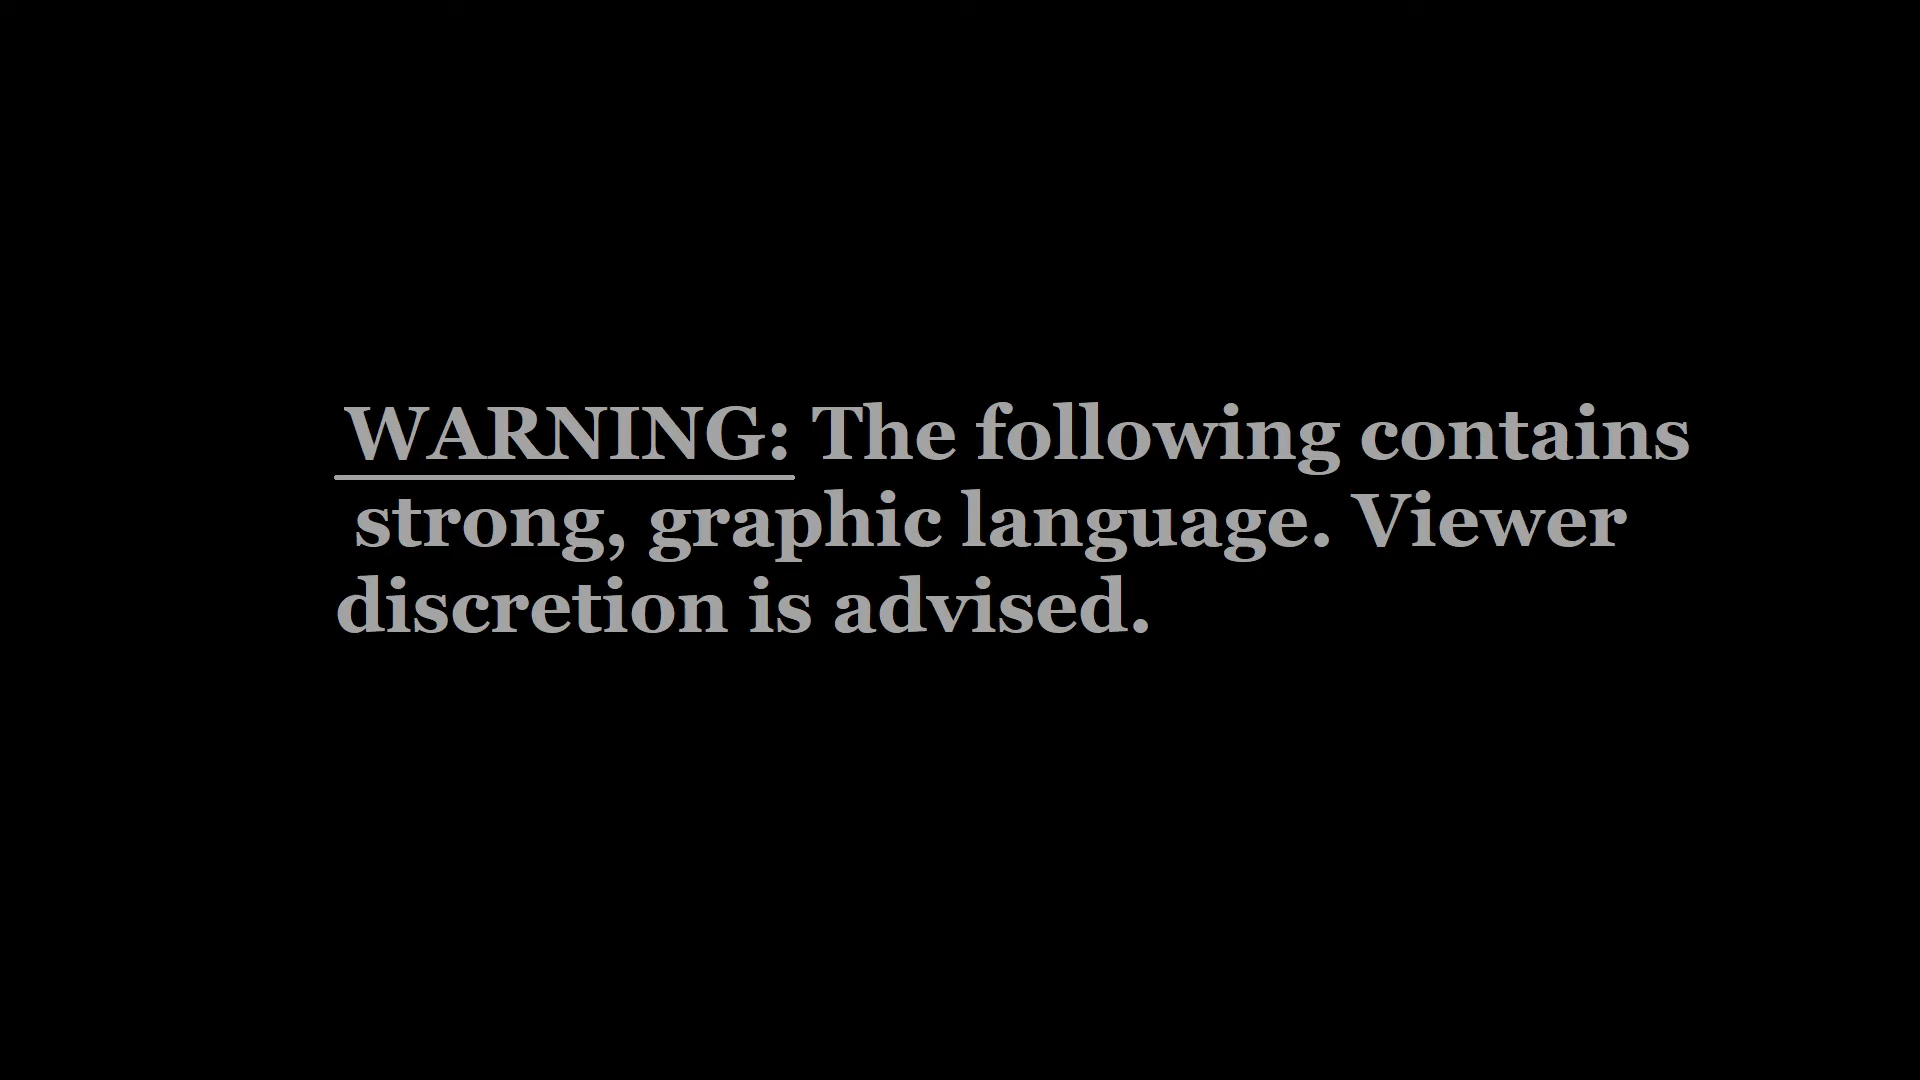 WARNING: The following contains
strong, graphic language. Viewer
discretion is advised.